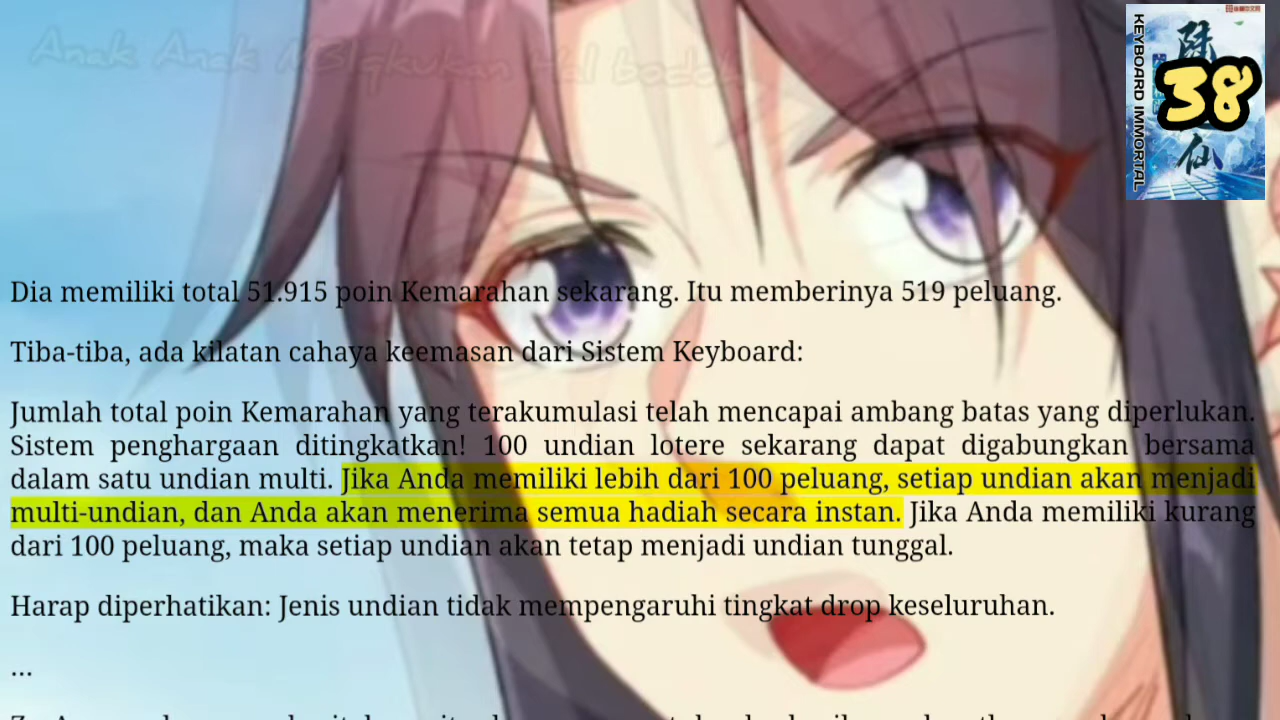 Anak Anak
KEYBOARD IMMORTAL
38
仙
Dia memiliki total 51.915 poin Kemarahan sekarang. Itu memberinya 519 peluang.
Tiba-tiba, ada kilatan cahaya keemasan dari Sistem Keyboard:
Jumlah total poin Kemarahan yang terakumulasi telah mencapai ambang batas yang diperlukan.
Sistem penghargaan ditingkatkan! 100 undian lotere sekarang dapat digabungkan bersama
dalam satu undian multi. Jika Anda memiliki lebih dari 100 peluang, setiap undian akan menjadi
multi-undian, dan Anda akan menerima semua hadiah secara instan. Jika Anda memiliki kurang
dari 100 peluang, maka setiap undian akan tetap menjadi undian tunggal.
Harap diperhatikan: Jenis undian tidak mempengaruhi tingkat drop keseluruhan.
...